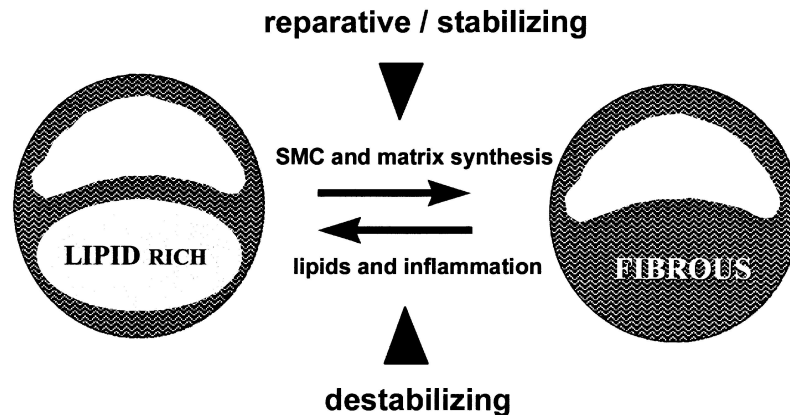 reparative / stabilizing
SMC and matrix synthesis
LIPID RICH
lipids and inflammation
FIBROUS
destabilizing